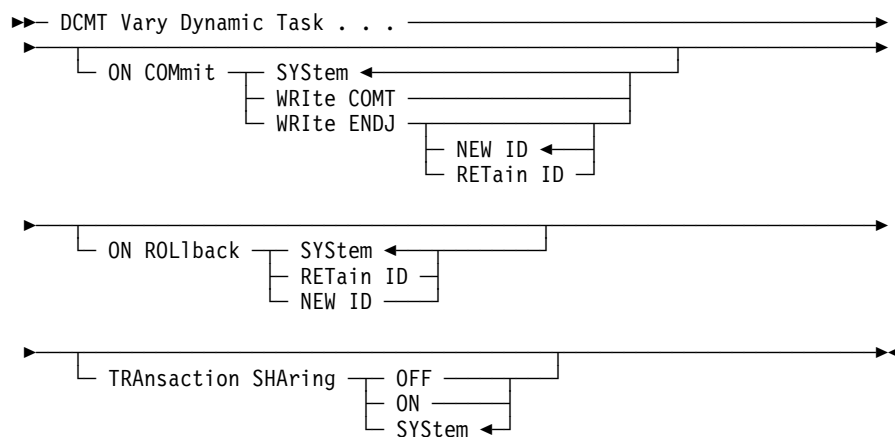 DCMT Vary Dynamic Task . . .
ON COMmit SYStem
WRIte COMT
WRIte ENDJ
NEW ID
RETain ID
ON ROLlback SYStem
RETain ID
NEW ID
TRAnsaction SHAring OFF
ON
SYStem